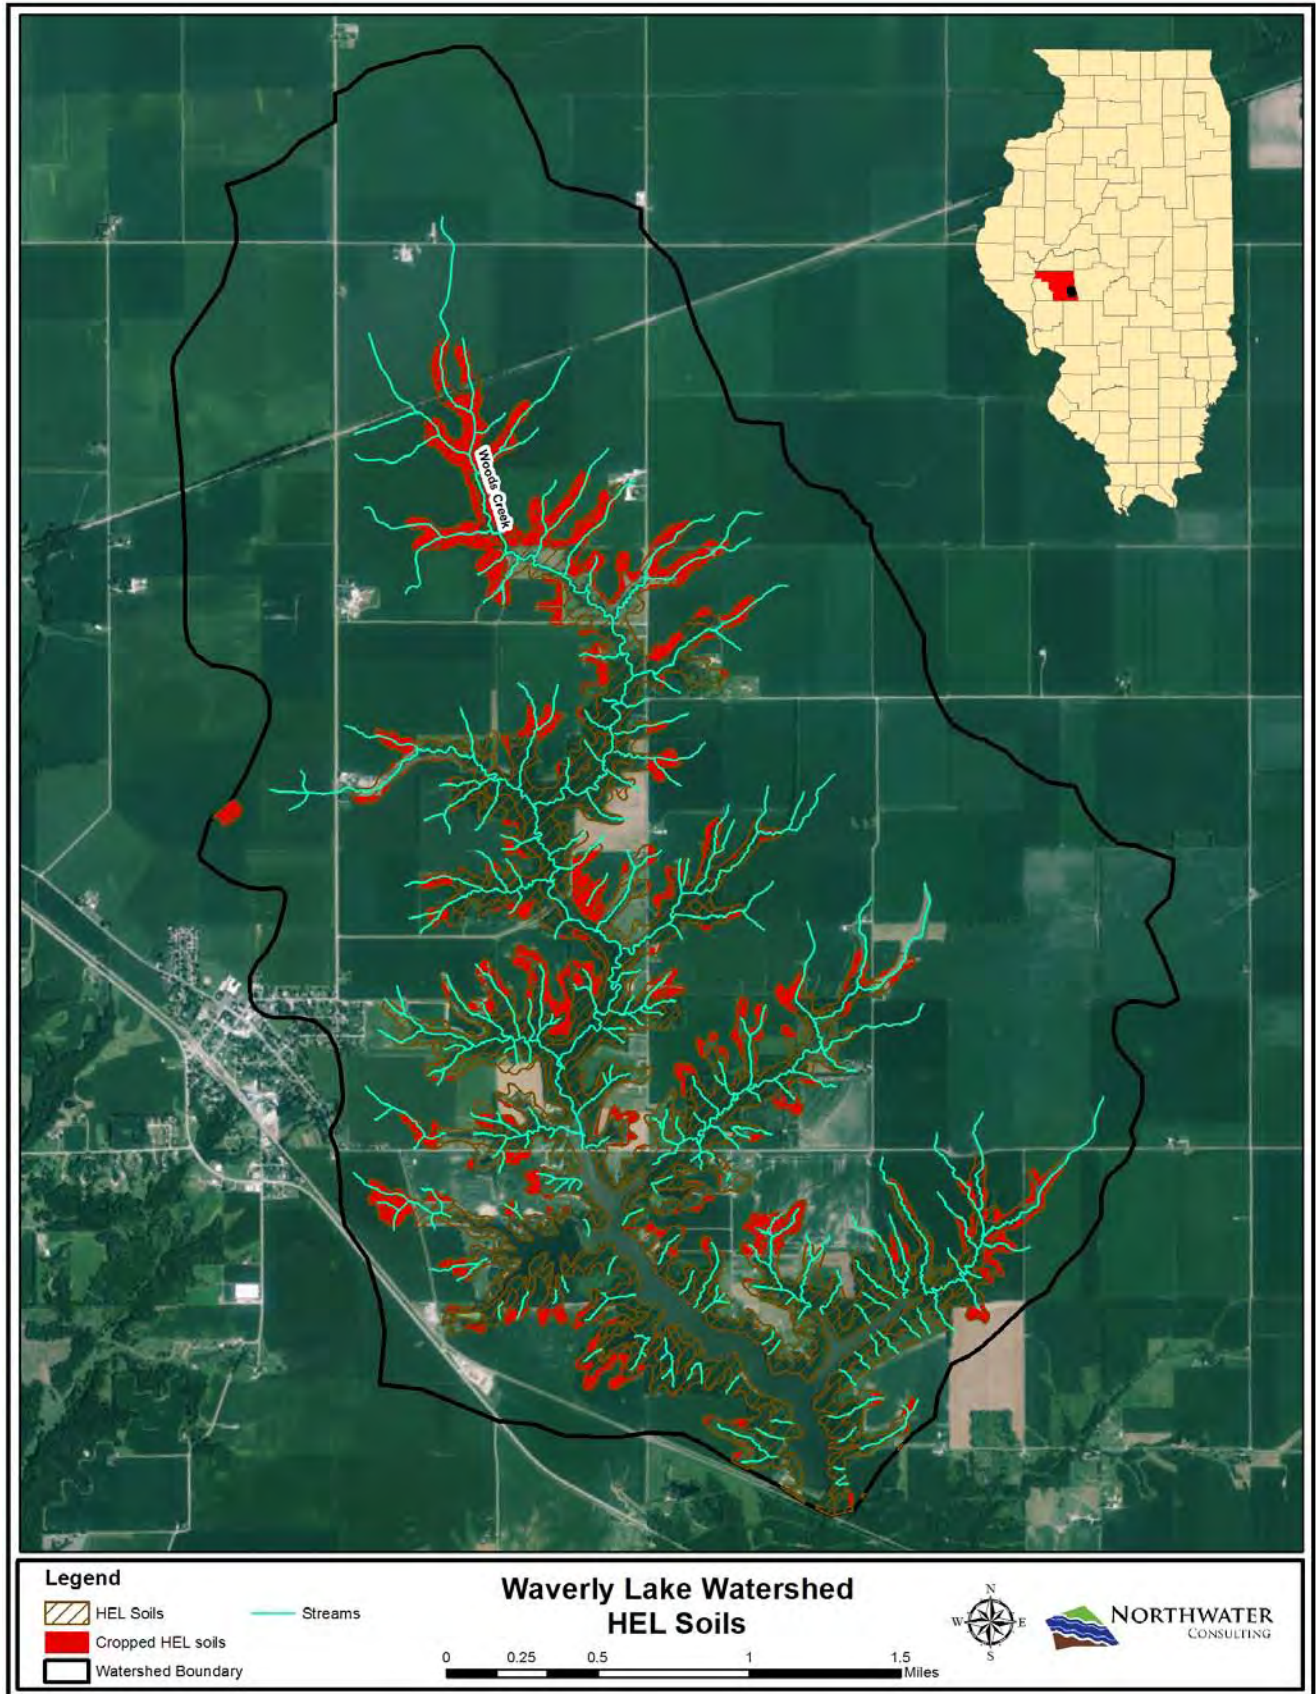 Woods Creek
Legend
HEL Soils
Streams
Cropped HEL soils
Watershed Boundary
Waverly Lake Watershed
HEL Soils
0 0.25 0.5 1 1.5
Miles
N
W E
S
NORTHWATER
CONSULTING